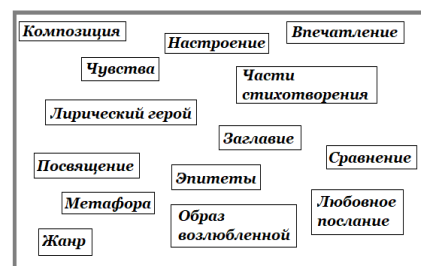 Композиция
Настроение
Впечатление
Чувства
Части
стихотворения
Лирический герой
Заглавие
Посвящение
Сравнение
Эпитеты
Метафора
Образ
возлюбленной
Любовное
послание
Жанр